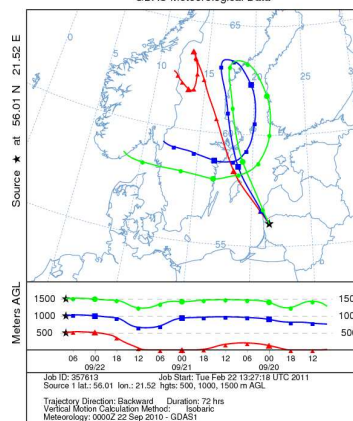 GDAS Meteorological Data
Source ★ at 56.01 N 21.52 E
65
0
5
10
15
20
25
30
60
55
Meters AGL
1500
1000
500
1500
1000
500
06 00 18 12 06 00 18 12 06 00 18 12
09/22 09/21 09/20
Job ID: 357613 Job Start: Tue Feb 22 13:27:18 UTC 2011
Source 1 lat.: 56.01 lon.: 21.52 hgts: 500, 1000, 1500 m AGL
Trajectory Direction: Backward Duration: 72 hrs
Vertical Motion Calculation Method: Isobaric
Meteorology: 0000Z 22 Sep 2010 - GDAS1